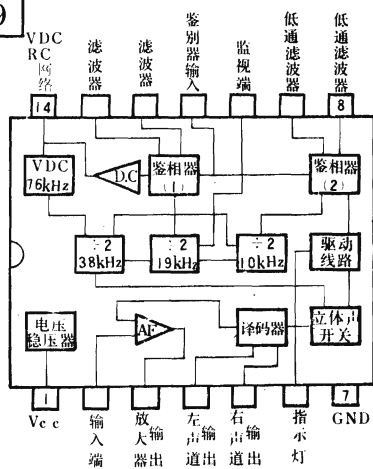 9
VDC
RC
网络
滤波器
滤波器
鉴别器
输入
监视端
低通滤波器
低通滤波器
14
8
VDC
76kHz
DC
鉴相器
(1)
鉴相器
(2)
÷2
38kHz
÷2
19kHz
÷2
10kHz
驱动
线路
电压
稳压器
AF
译码器
立体声
开关
1
7
Vcc
输入端
放大器
输出
左声道
输出
右声道
输出
指示灯
GND